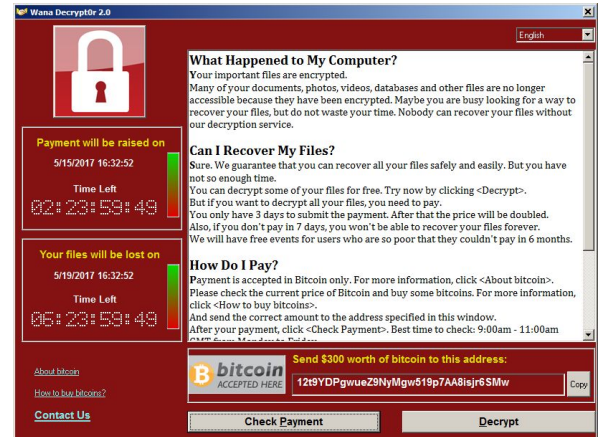 Wana Decrypt0r 2.0
English
What Happened to My Computer?
Your important files are encrypted.
Many of your documents, photos, videos, databases and other files are no longer
accessible because they have been encrypted. Maybe you are busy looking for a way to
recover your files, but do not waste your time. Nobody can recover your files without
our decryption service.
Can I Recover My Files?
Sure. We guarantee that you can recover all your files safely and easily. But you have
not so enough time.
You can decrypt some of your files for free. Try now by clicking <Decrypt>.
But if you want to decrypt all your files, you need to pay.
You only have 3 days to submit the payment. After that the price will be doubled.
Also, if you don't pay in 7 days, you won't be able to recover your files forever.
We will have free events for users who are so poor that they couldn't pay in 6 months.
How Do I Pay?
Payment is accepted in Bitcoin only. For more information, click <About bitcoin>.
Please check the current price of Bitcoin and buy some bitcoins. For more information,
click <How to buy bitcoins>.
And send the correct amount to the address specified in this window.
After your payment, click <Check Payment>. Best time to check: 9:00am - 11:00am
GMT from Monday to Friday.
Payment will be raised on
5/15/2017 16:32:52
Time Left
02:23:59:49
Your files will be lost on
5/19/2017 16:32:52
Time Left
06:23:59:49
About bitcoin
How to buy bitcoins?
Contact Us
bitcoin
ACCEPTED HERE
Send $300 worth of bitcoin to this address:
12t9YDPgwueZ9NyMgw519p7AA8isjr6SMw
Copy
Check Payment
Decrypt